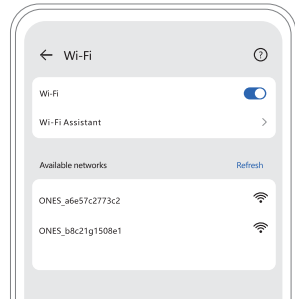 Wi-Fi
Wi-Fi
Wi-Fi Assistant
Available networks Refresh
ONES_a6e57c2773c2
ONES_b8c21g1508e1